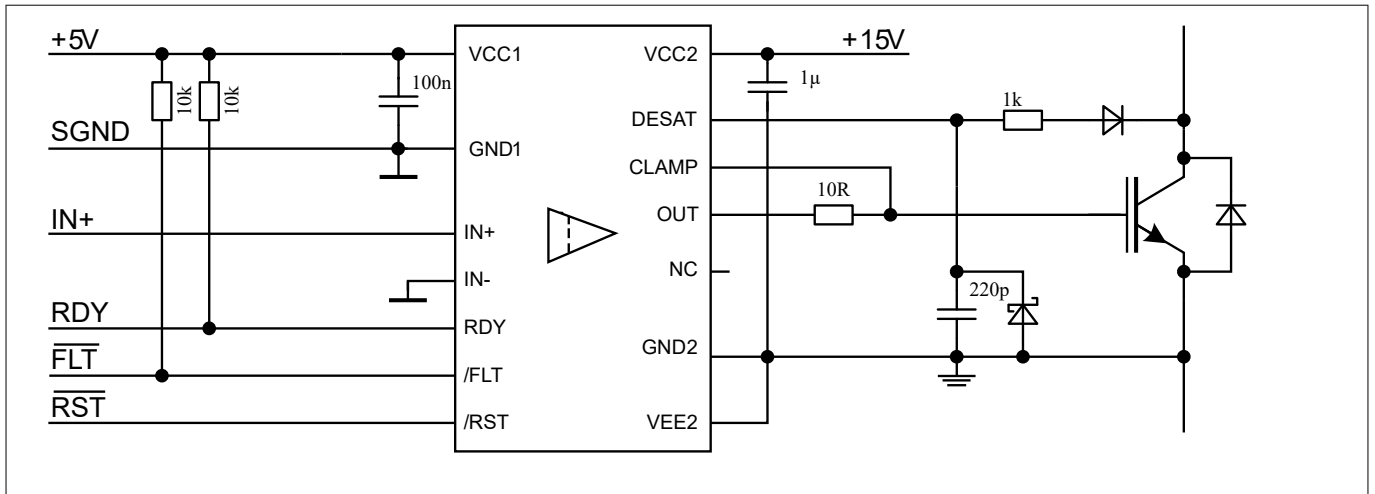 +5V
10k
10k
100n
SGND
IN+
RDY
FLT
RST
VCC1
GND1
IN+
IN-
RDY
/FLT
/RST
VCC2
DESAT
CLAMP
OUT
NC
GND2
VEE2
+15V
1µ
1k
10R
220p